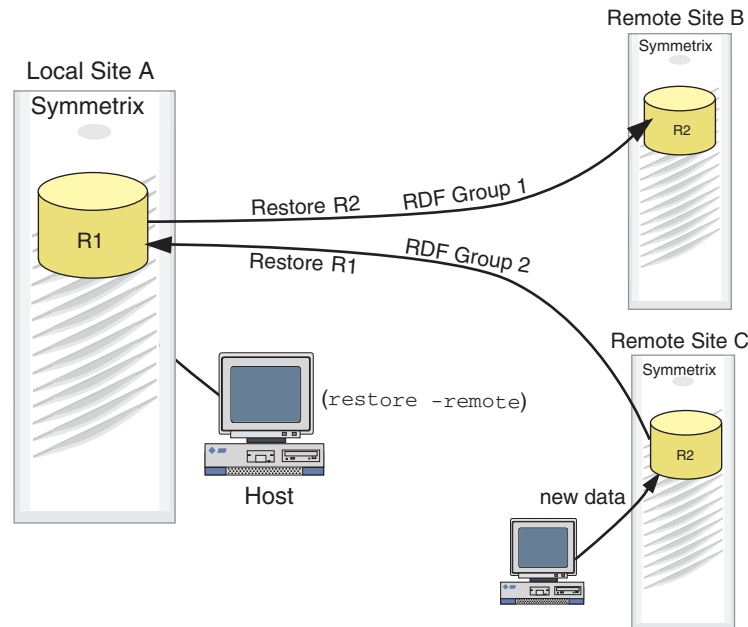 Remote Site B
Symmetrix
R2
Local Site A
Symmetrix
R1
Restore R2
RDF Group 1
Restore R1
RDF Group 2
(restore -remote)
Host
Remote Site C
Symmetrix
R2
new data